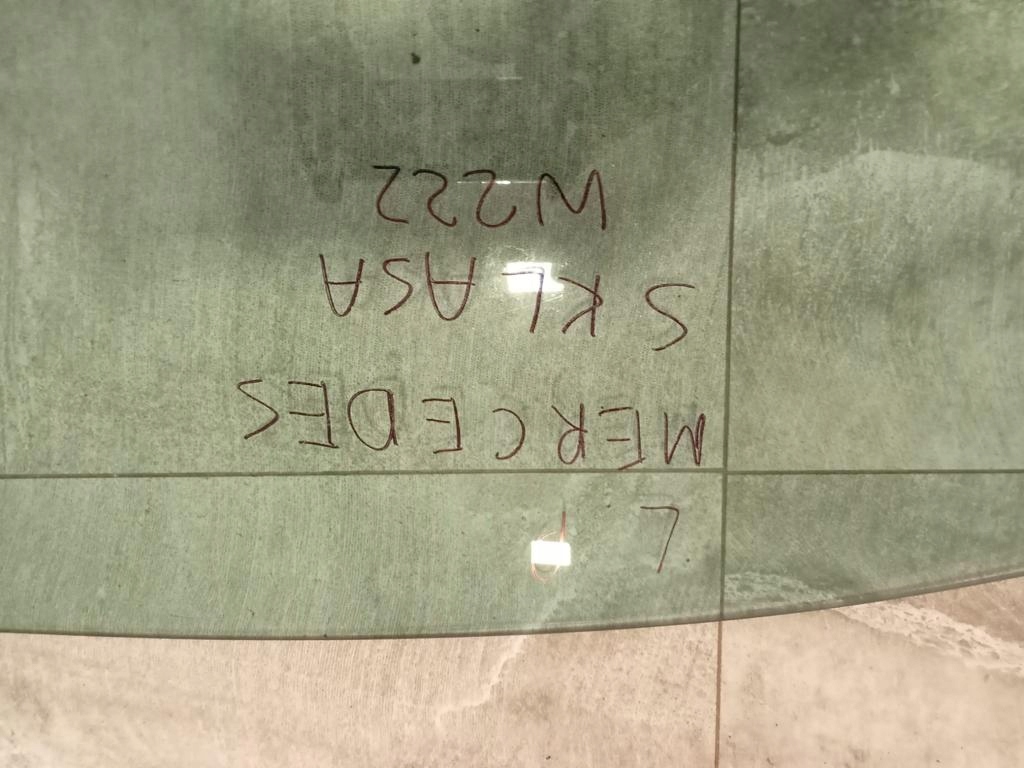 L P
MERCEDES
S KLASA
W222